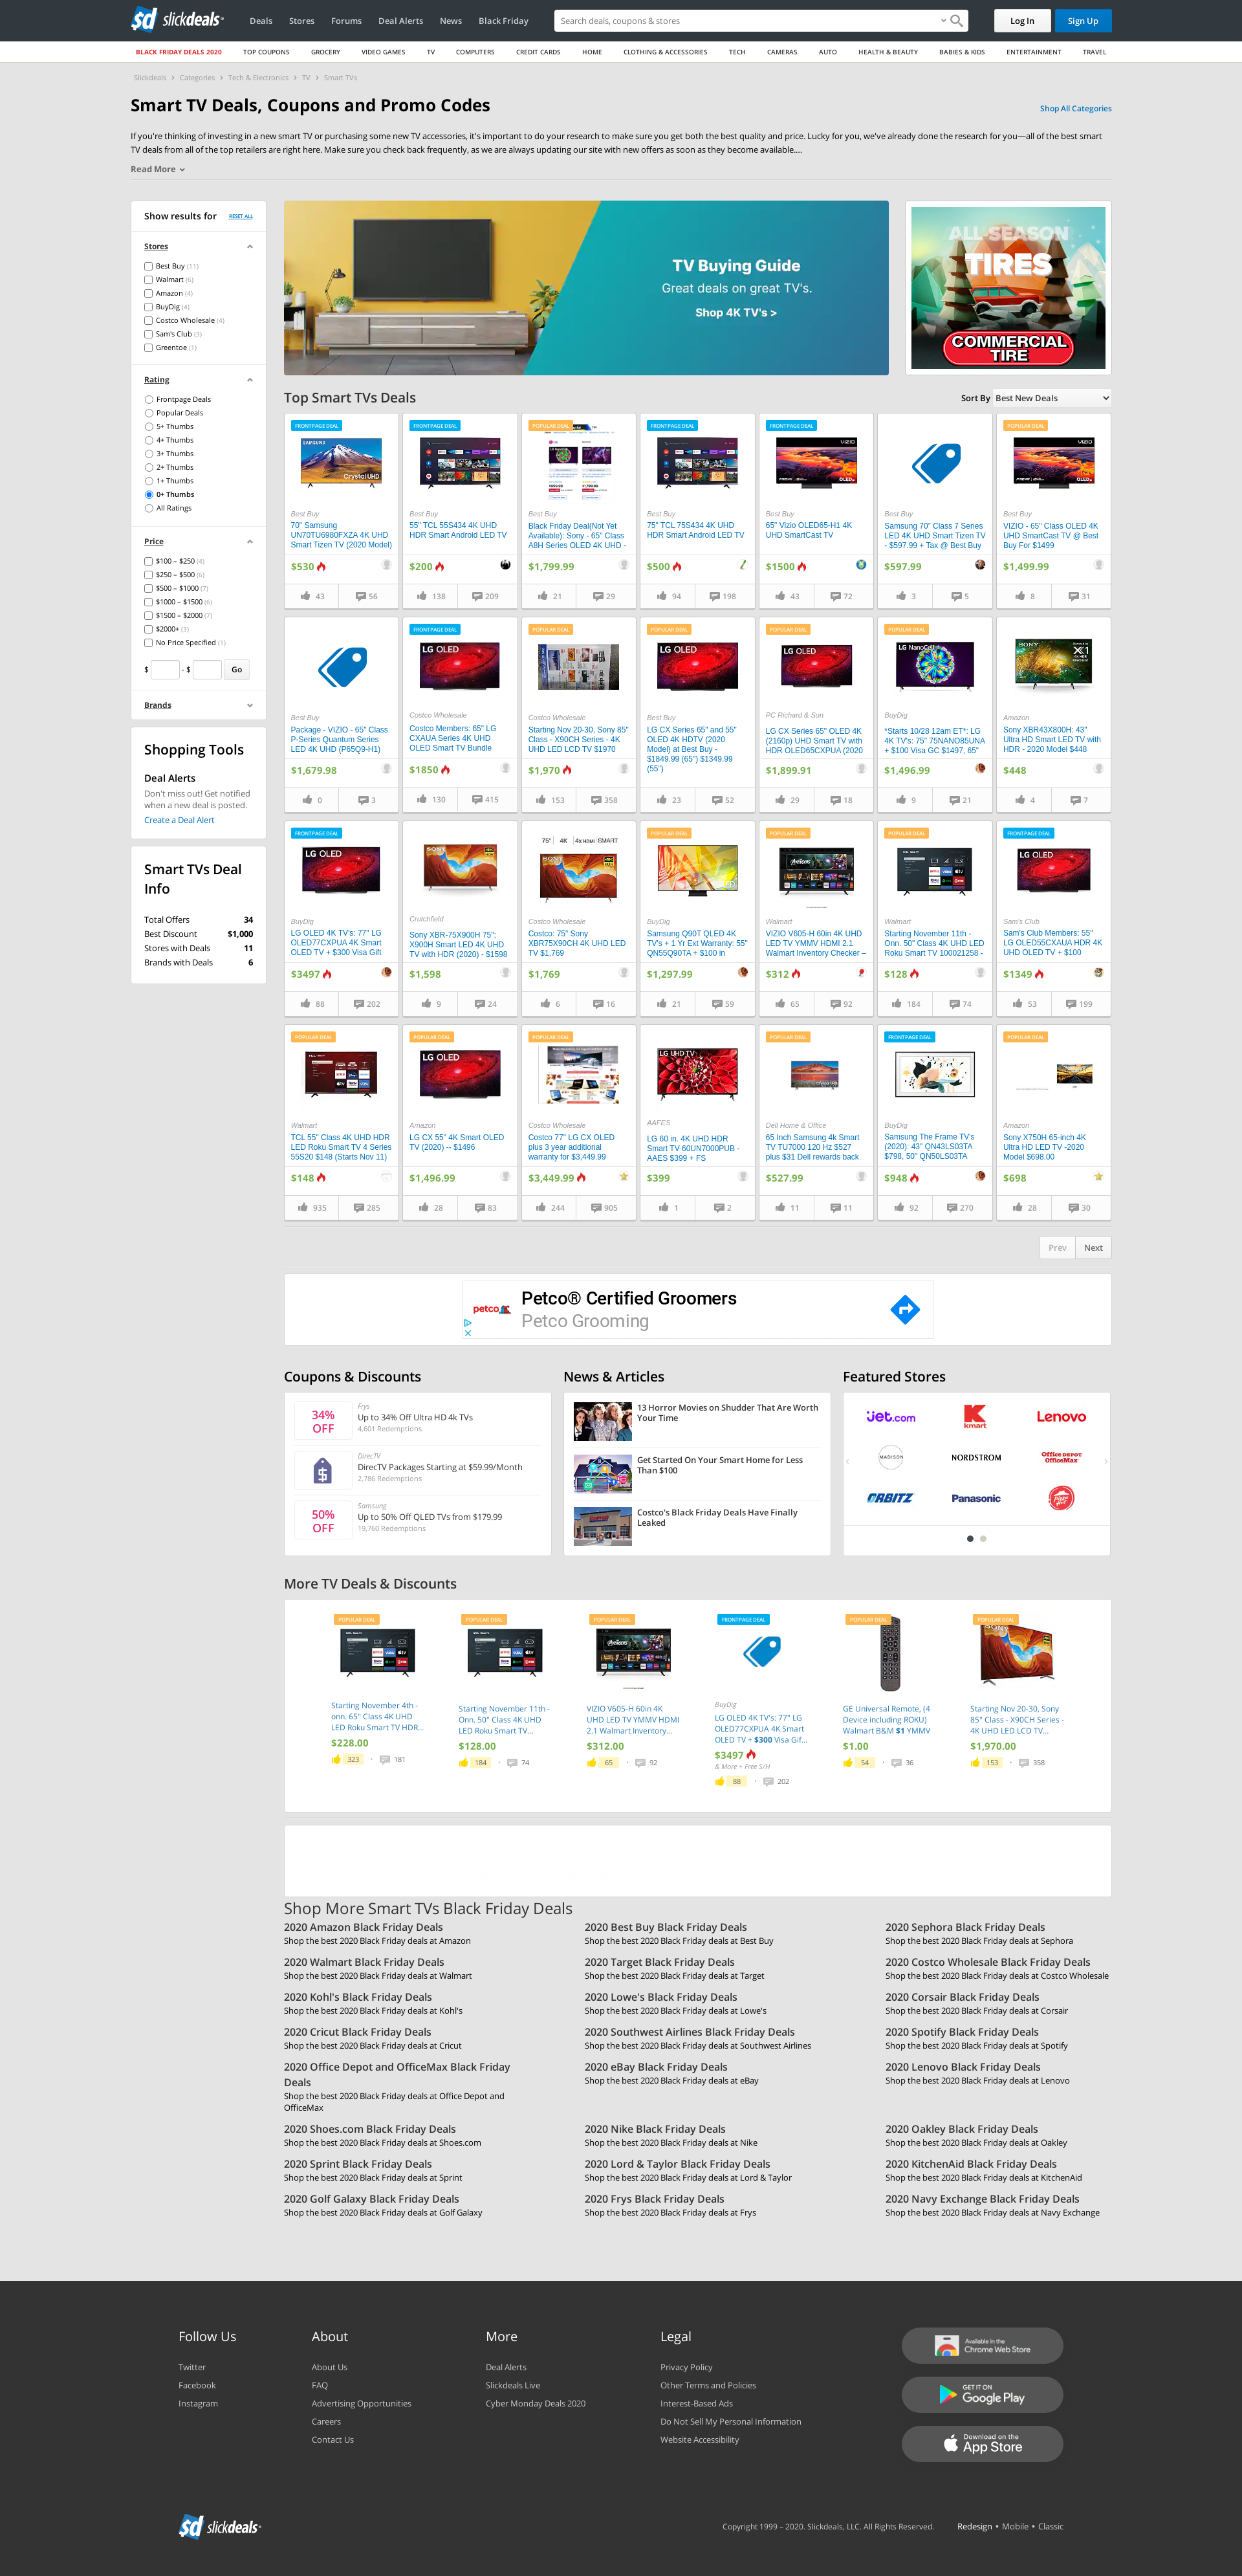 slickdeals
Deals
Stores
Forums
Deal Alerts
News
Black Friday
Search deals, coupons & stores
Log In
Sign Up
BLACK FRIDAY DEALS 2020
TOP COUPONS
GROCERY
VIDEO GAMES
TV
COMPUTERS
CREDIT CARDS
HOME
CLOTHING & ACCESSORIES
TECH
CAMERAS
AUTO
HEALTH & BEAUTY
BABIES & KIDS
ENTERTAINMENT
TRAVEL
Slickdeals > Categories > Tech & Electronics > TV > Smart TVs
Smart TV Deals, Coupons and Promo Codes
Shop All Categories
If you're thinking of investing in a new smart TV or purchasing some new TV accessories, it's important to do your research to make sure you get both the best quality and price. Lucky for you, we've already done the research for you—all of the best smart
TV deals from all of the top retailers are right here. Make sure you check back frequently, as we are always updating our site with new offers as soon as they become available....
Read More
Show results for
RESET ALL
Stores
Best Buy (11)
Walmart (6)
Amazon (4)
BuyDig (4)
Costco Wholesale (4)
Sam's Club (3)
Greentoe (1)
Rating
Frontpage Deals
Popular Deals
5+ Thumbs
4+ Thumbs
3+ Thumbs
2+ Thumbs
1+ Thumbs
0+ Thumbs
All Ratings
Price
$100 – $250 (4)
$250 – $500 (6)
$500 – $1000 (7)
$1000 – $1500 (6)
$1500 – $2000 (7)
$2000+ (3)
No Price Specified (1)
$ - $ Go
Brands
Shopping Tools
Deal Alerts
Don't miss out! Get notified
when a new deal is posted.
Create a Deal Alert
Smart TVs Deal
Info
Total Offers 34
Best Discount $1,000
Stores with Deals 11
Brands with Deals 6
TV Buying Guide
Great deals on great TV's.
Shop 4K TV's >
ALL SEASON
TIRES
COMMERCIAL
TIRE
Top Smart TVs Deals
Sort By Best New Deals
FRONTPAGE DEAL
SAMSUNG
Crystal UHD
Best Buy
70" Samsung
UN70TU6980FXZA 4K UHD
Smart Tizen TV (2020 Model)
$530
43
56
FRONTPAGE DEAL
Best Buy
55" TCL 55S434 4K UHD
HDR Smart Android LED TV
$200
138
209
POPULAR DEAL
Best Buy
Black Friday Deal(Not Yet
Available): Sony - 65" Class
A8H Series OLED 4K UHD -
$1,799.99
21
29
FRONTPAGE DEAL
Best Buy
75" TCL 75S434 4K UHD
HDR Smart Android LED TV
$500
94
198
FRONTPAGE DEAL
VIZIO
OLED
Best Buy
65" Vizio OLED65-H1 4K
UHD SmartCast TV
$1500
43
72
Best Buy
Samsung 70" Class 7 Series
LED 4K UHD Smart Tizen TV
- $597.99 + Tax @ Best Buy
$597.99
3
5
POPULAR DEAL
VIZIO
OLED
Best Buy
VIZIO - 65" Class OLED 4K
UHD SmartCast TV @ Best
Buy For $1499
$1,499.99
8
31
Best Buy
Package - VIZIO - 65" Class
P-Series Quantum Series
LED 4K UHD (P65Q9-H1)
$1,679.98
0
3
FRONTPAGE DEAL
LG OLED
Costco Wholesale
Costco Members: 65" LG
CXAUA Series 4K UHD
OLED Smart TV Bundle
$1850
130
415
POPULAR DEAL
Costco Wholesale
Starting Nov 20-30, Sony 85"
Class - X90CH Series - 4K
UHD LED LCD TV $1970
$1,970
153
358
POPULAR DEAL
LG OLED
Best Buy
LG CX Series 65" and 55"
OLED 4K HDTV (2020
Model) at Best Buy -
$1849.99 (65") $1349.99
(55")
23
52
POPULAR DEAL
LG OLED
PC Richard & Son
LG CX Series 65" OLED 4K
(2160p) UHD Smart TV with
HDR OLED65CXPUA (2020
$1,899.91
29
18
POPULAR DEAL
LG NanoCell
BuyDig
*Starts 10/28 12am ET*: LG
4K TV's: 75" 75NANO85UNA
+ $100 Visa GC $1497, 65"
$1,496.99
9
21
SONY
X1
Amazon
Sony XBR43X800H: 43"
Ultra HD Smart LED TV with
HDR - 2020 Model $448
$448
4
7
FRONTPAGE DEAL
LG OLED
BuyDig
LG OLED 4K TV's: 77" LG
OLED77CXPUA 4K Smart
OLED TV + $300 Visa Gift
$3497
88
202
SONY
Crutchfield
Sony XBR-75X900H 75";
X900H Smart LED 4K UHD
TV with HDR (2020) - $1598
$1,598
9
24
75" 4K 4x HDMI SMART
SONY
Costco Wholesale
Costco: 75" Sony
XBR75X90CH 4K UHD LED
TV $1,769
$1,769
6
16
POPULAR DEAL
BuyDig
Samsung Q90T QLED 4K
TV's + 1 Yr Ext Warranty: 55"
QN55Q90TA + $100 in
$1,297.99
21
59
POPULAR DEAL
Walmart
VIZIO V605-H 60in 4K UHD
LED TV YMMV HDMI 2.1
Walmart Inventory Checker –
$312
65
92
POPULAR DEAL
Walmart
Starting November 11th -
Onn. 50" Class 4K UHD LED
Roku Smart TV 100021258 -
$128
184
74
FRONTPAGE DEAL
LG OLED
Sam's Club
Sam's Club Members: 55"
LG OLED55CXAUA HDR 4K
UHD OLED TV + $100
$1349
53
199
POPULAR DEAL
Walmart
TCL 55" Class 4K UHD HDR
LED Roku Smart TV 4 Series
55S20 $148 (Starts Nov 11)
$148
935
285
POPULAR DEAL
LG OLED
Amazon
LG CX 55" 4K Smart OLED
TV (2020) -- $1496
$1,496.99
28
83
POPULAR DEAL
Costco Wholesale
Costco 77" LG CX OLED
plus 3 year additional
warranty for $3,449.99
$3,449.99
244
905
LG UHD TV
AAFES
LG 60 in. 4K UHD HDR
Smart TV 60UN7000PUB -
AAES $399 + FS
$399
1
2
POPULAR DEAL
Dell Home & Office
65 Inch Samsung 4k Smart
TV TU7000 120 Hz $527
plus $31 Dell rewards back
$527.99
11
11
FRONTPAGE DEAL
BuyDig
Samsung The Frame TV's
(2020): 43" QN43LS03TA
$798, 50" QN50LS03TA
$948
92
270
POPULAR DEAL
Amazon
Sony X750H 65-inch 4K
Ultra HD LED TV -2020
Model $698.00
$698
28
30
Prev
Next
petco
Petco® Certified Groomers
Petco Grooming
Coupons & Discounts
34%
OFF
Frys
Up to 34% Off Ultra HD 4k TVs
4,601 Redemptions
DirecTV
DirecTV Packages Starting at $59.99/Month
2,786 Redemptions
50%
OFF
Samsung
Up to 50% Off QLED TVs from $179.99
19,760 Redemptions
News & Articles
13 Horror Movies on Shudder That Are Worth
Your Time
Get Started On Your Smart Home for Less
Than $100
Costco's Black Friday Deals Have Finally
Leaked
Featured Stores
Jet.com
kmart
Lenovo
MADISON
NORDSTROM
Office DEPOT
OfficeMax
ORBITZ
Panasonic
Pizza Hut
More TV Deals & Discounts
POPULAR DEAL
Starting November 4th -
onn. 65" Class 4K UHD
LED Roku Smart TV HDR...
$228.00
323
181
POPULAR DEAL
Starting November 11th -
Onn. 50" Class 4K UHD
LED Roku Smart TV...
$128.00
184
74
POPULAR DEAL
VIZIO V605-H 60in 4K
UHD LED TV YMMV HDMI
2.1 Walmart Inventory...
$312.00
65
92
FRONTPAGE DEAL
BuyDig
LG OLED 4K TV's: 77" LG
OLED77CXPUA 4K Smart
OLED TV + $300 Visa Gif...
$3497
& More + Free S/H
88
202
POPULAR DEAL
GE Universal Remote, (4
Device including ROKU)
Walmart B&M $1 YMMV
$1.00
54
36
POPULAR DEAL
SONY
Starting Nov 20-30, Sony
85" Class - X90CH Series -
4K UHD LED LCD TV...
$1,970.00
153
358
Shop More Smart TVs Black Friday Deals
2020 Amazon Black Friday Deals
Shop the best 2020 Black Friday deals at Amazon
2020 Best Buy Black Friday Deals
Shop the best 2020 Black Friday deals at Best Buy
2020 Sephora Black Friday Deals
Shop the best 2020 Black Friday deals at Sephora
2020 Walmart Black Friday Deals
Shop the best 2020 Black Friday deals at Walmart
2020 Target Black Friday Deals
Shop the best 2020 Black Friday deals at Target
2020 Costco Wholesale Black Friday Deals
Shop the best 2020 Black Friday deals at Costco Wholesale
2020 Kohl's Black Friday Deals
Shop the best 2020 Black Friday deals at Kohl's
2020 Lowe's Black Friday Deals
Shop the best 2020 Black Friday deals at Lowe's
2020 Corsair Black Friday Deals
Shop the best 2020 Black Friday deals at Corsair
2020 Cricut Black Friday Deals
Shop the best 2020 Black Friday deals at Cricut
2020 Southwest Airlines Black Friday Deals
Shop the best 2020 Black Friday deals at Southwest Airlines
2020 Spotify Black Friday Deals
Shop the best 2020 Black Friday deals at Spotify
2020 Office Depot and OfficeMax Black Friday
Deals
Shop the best 2020 Black Friday deals at Office Depot and
OfficeMax
2020 eBay Black Friday Deals
Shop the best 2020 Black Friday deals at eBay
2020 Lenovo Black Friday Deals
Shop the best 2020 Black Friday deals at Lenovo
2020 Shoes.com Black Friday Deals
Shop the best 2020 Black Friday deals at Shoes.com
2020 Nike Black Friday Deals
Shop the best 2020 Black Friday deals at Nike
2020 Oakley Black Friday Deals
Shop the best 2020 Black Friday deals at Oakley
2020 Sprint Black Friday Deals
Shop the best 2020 Black Friday deals at Sprint
2020 Lord & Taylor Black Friday Deals
Shop the best 2020 Black Friday deals at Lord & Taylor
2020 KitchenAid Black Friday Deals
Shop the best 2020 Black Friday deals at KitchenAid
2020 Golf Galaxy Black Friday Deals
Shop the best 2020 Black Friday deals at Golf Galaxy
2020 Frys Black Friday Deals
Shop the best 2020 Black Friday deals at Frys
2020 Navy Exchange Black Friday Deals
Shop the best 2020 Black Friday deals at Navy Exchange
Follow Us
Twitter
Facebook
Instagram
About
About Us
FAQ
Advertising Opportunities
Careers
Contact Us
More
Deal Alerts
Slickdeals Live
Cyber Monday Deals 2020
Legal
Privacy Policy
Other Terms and Policies
Interest-Based Ads
Do Not Sell My Personal Information
Website Accessibility
Available in the
Chrome Web Store
GET IT ON
Google Play
Download on the
App Store
slickdeals
Copyright 1999 – 2020. Slickdeals, LLC. All Rights Reserved.
Redesign • Mobile • Classic